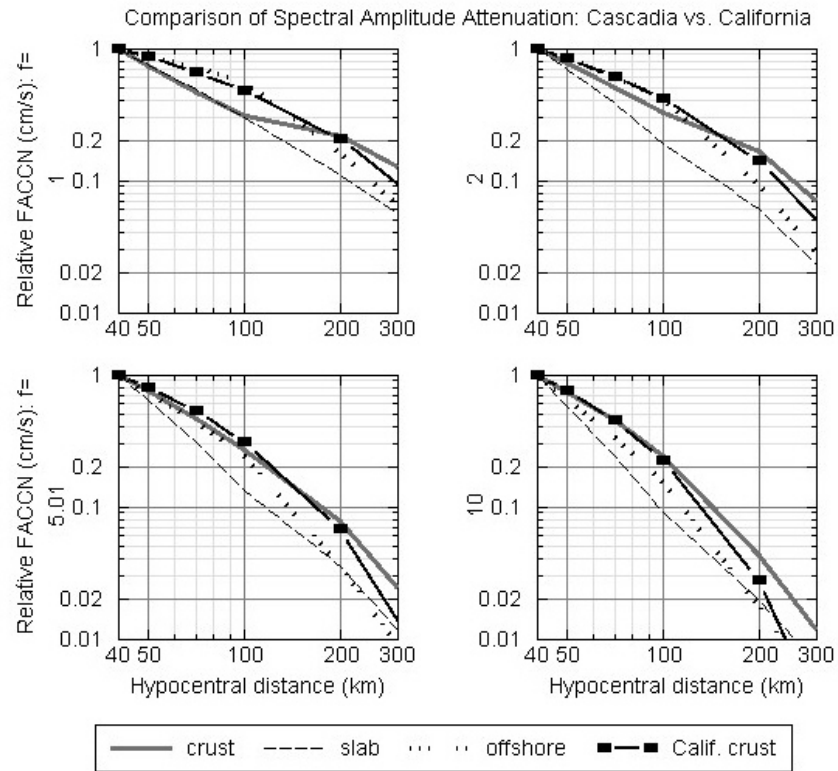 Comparison of Spectral Amplitude Attenuation: Cascadia vs. California
Relative FACCN (cm/s): f=
1
1
0.2
0.1
0.02
0.01
40 50 100 200 300
2
1
0.2
0.1
0.02
0.01
40 50 100 200 300
Relative FACCN (cm/s): f=
5.01
1
0.2
0.1
0.02
0.01
40 50 100 200 300
Hypocentral distance (km)
10
1
0.2
0.1
0.02
0.01
40 50 100 200 300
Hypocentral distance (km)
crust slab offshore Calif. crust